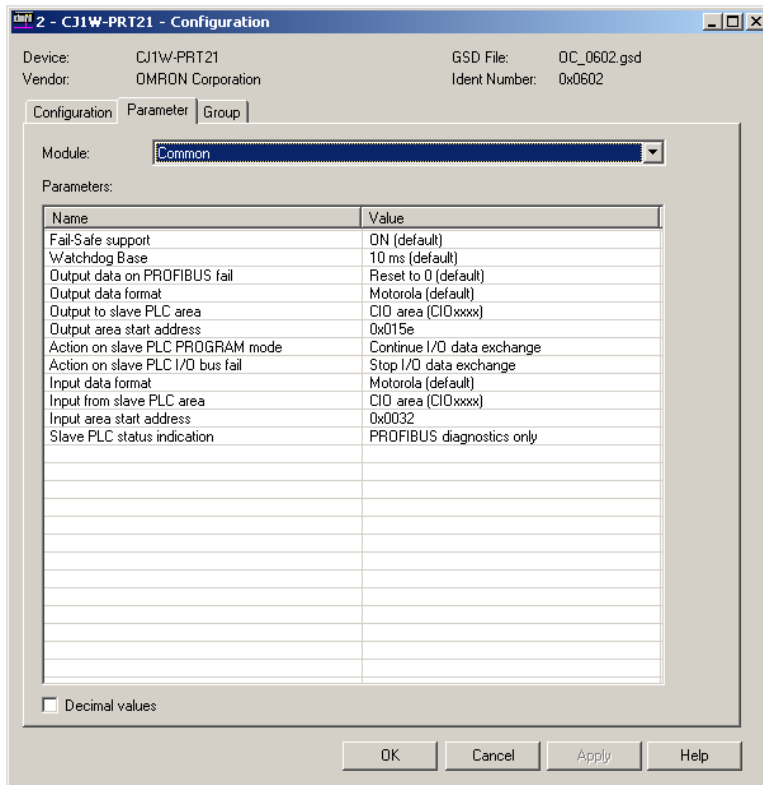 2 - CJ1W-PRT21 - Configuration
Device: CJ1W-PRT21 GSD File: OC_0602.gsd
Vendor: OMRON Corporation Ident Number: 0x0602
Configuration Parameter Group
Module: Common
Parameters:
Name Value
Fail-Safe support ON (default)
Watchdog Base 10 ms (default)
Output data on PROFIBUS fail Reset to 0 (default)
Output data format Motorola (default)
Output to slave PLC area CIO area (CIOxxxx)
Output area start address 0x015e
Action on slave PLC PROGRAM mode Continue I/O data exchange
Action on slave PLC I/O bus fail Stop I/O data exchange
Input data format Motorola (default)
Input from slave PLC area CIO area (CIOxxxx)
Input area start address 0x0032
Slave PLC status indication PROFIBUS diagnostics only
Decimal values
OK Cancel Apply Help